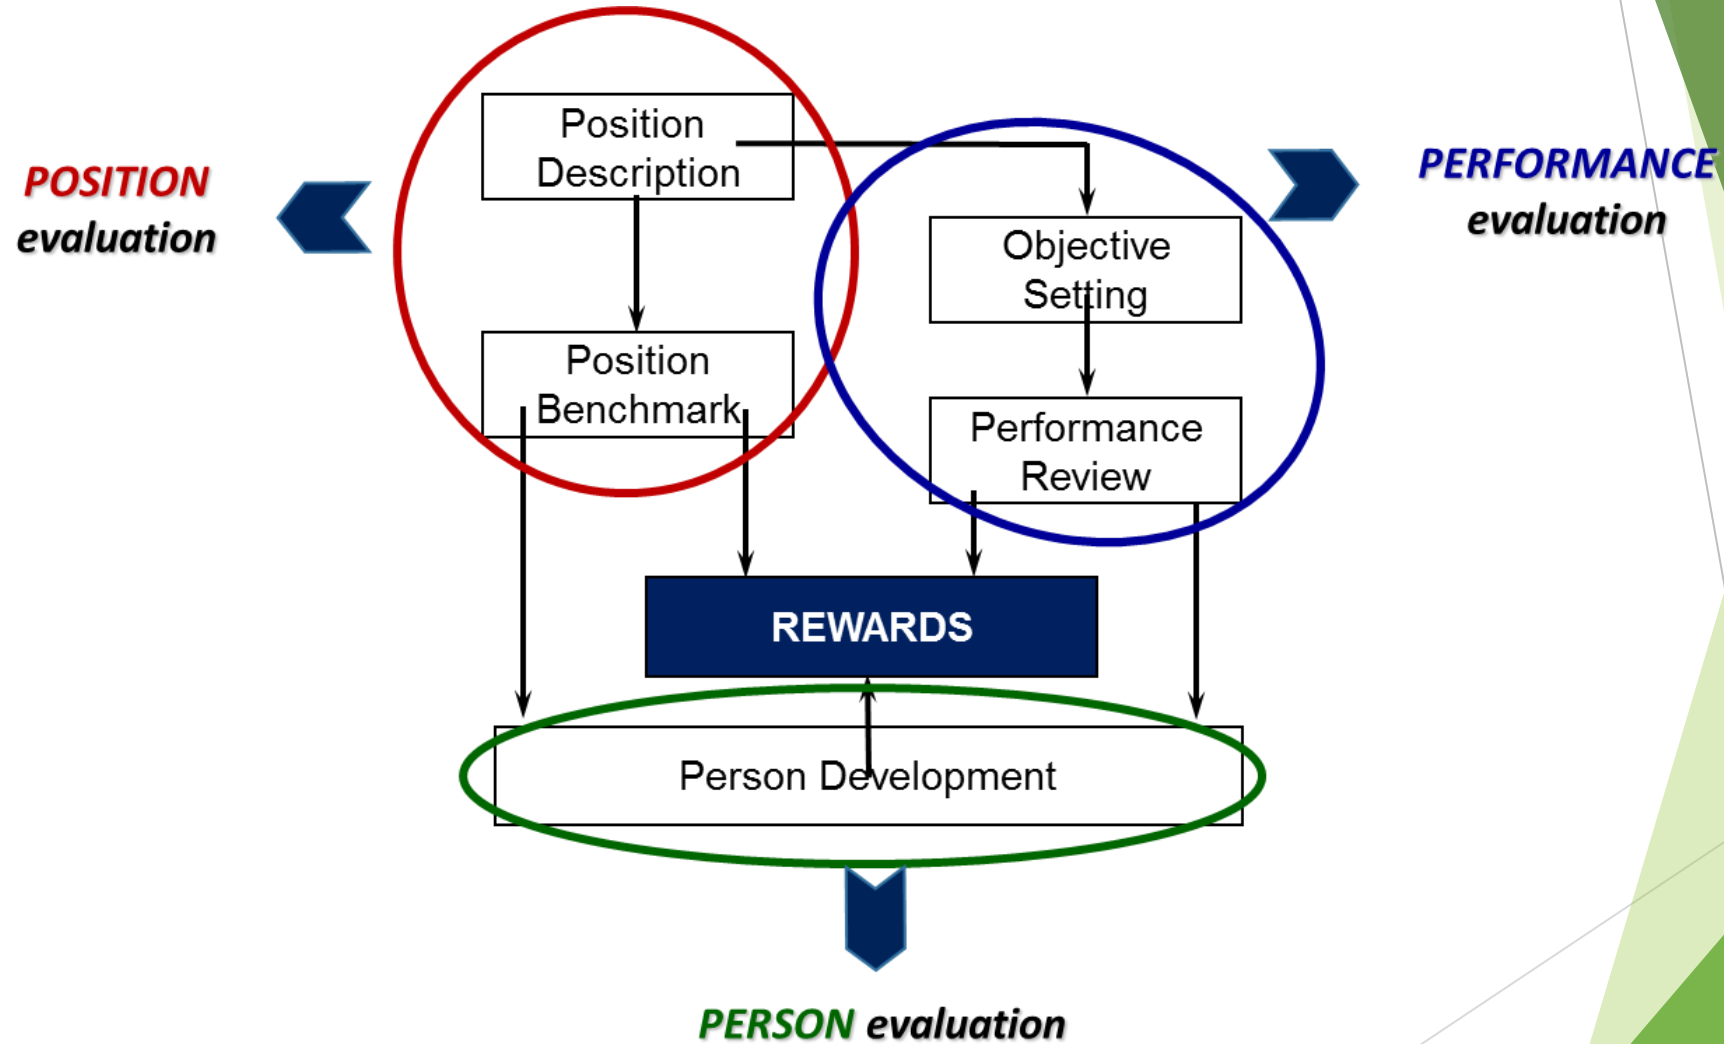 Position
Description
POSITION
evaluation
PERFORMANCE
evaluation
Objective
Setting
Position
Benchmark
Performance
Review
REWARDS
Person Development
PERSON evaluation